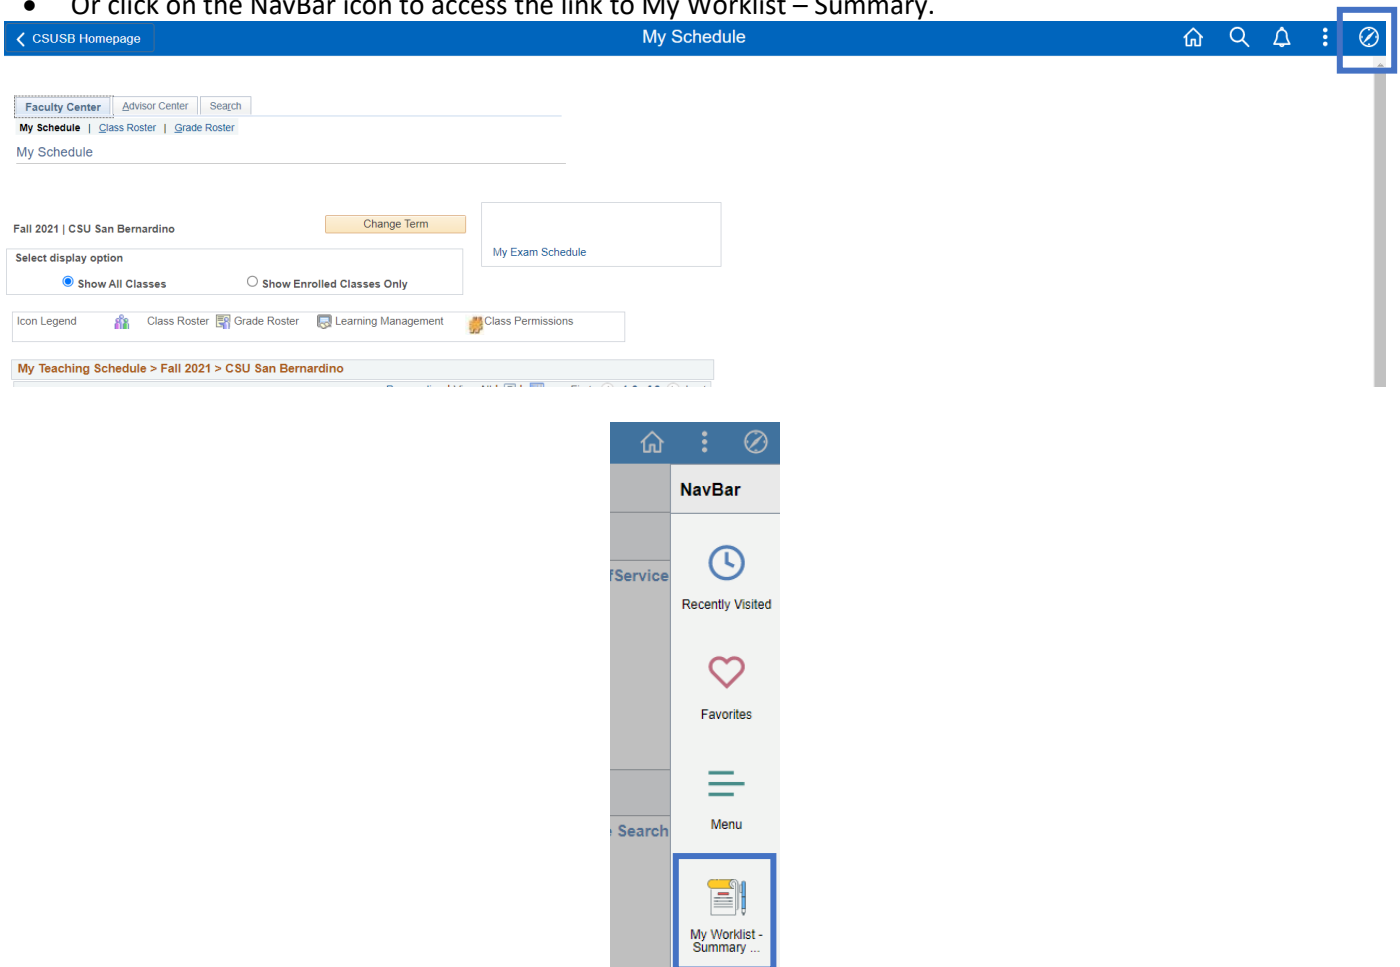 • Or click on the NavBar icon to access the link to My Worklist – Summary.
CSUSB Homepage
My Schedule
Faculty Center
Advisor Center
Search
My Schedule | Class Roster | Grade Roster
My Schedule
Fall 2021 | CSU San Bernardino
Change Term
My Exam Schedule
Select display option
Show All Classes
Show Enrolled Classes Only
Icon Legend
Class Roster
Grade Roster
Learning Management
Class Permissions
My Teaching Schedule > Fall 2021 > CSU San Bernardino
NavBar
fService
Recently Visited
Favorites
Menu
Search
My Worklist -
Summary ...